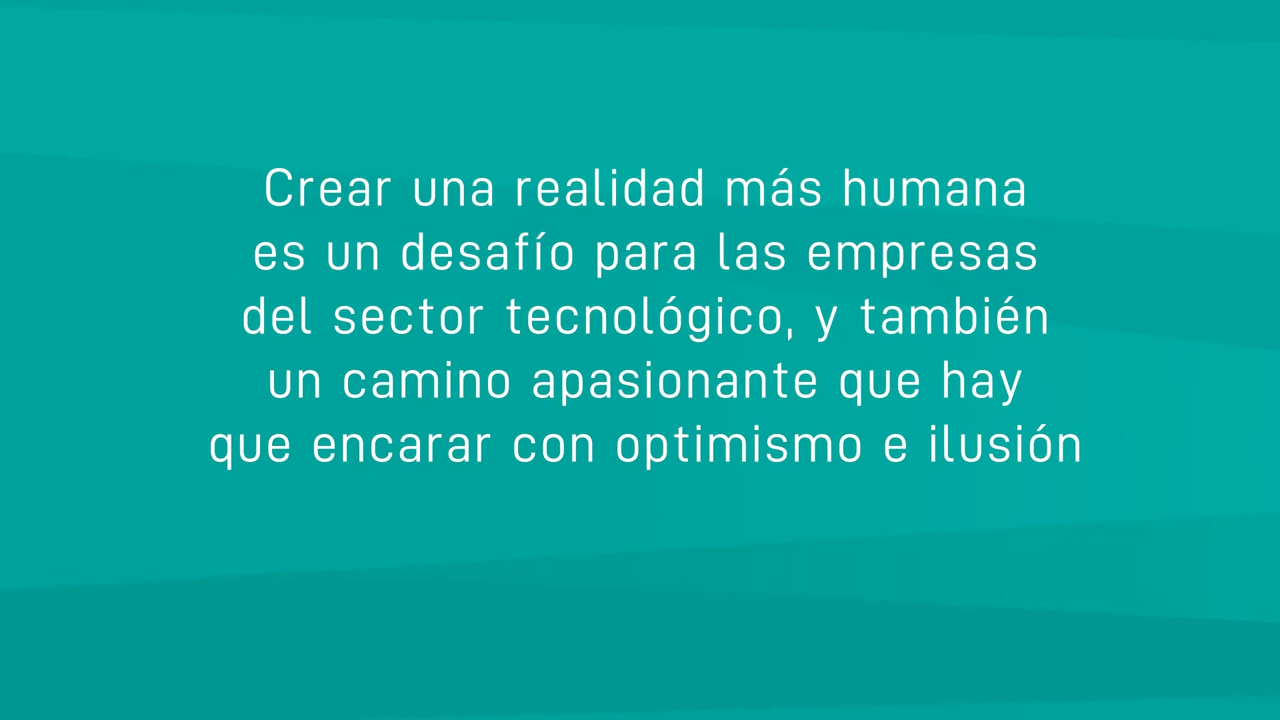 Crear una realidad más humana
es un desafío para las empresas
del sector tecnológico, y también
un camino apasionante que hay
que encarar con optimismo e ilusión